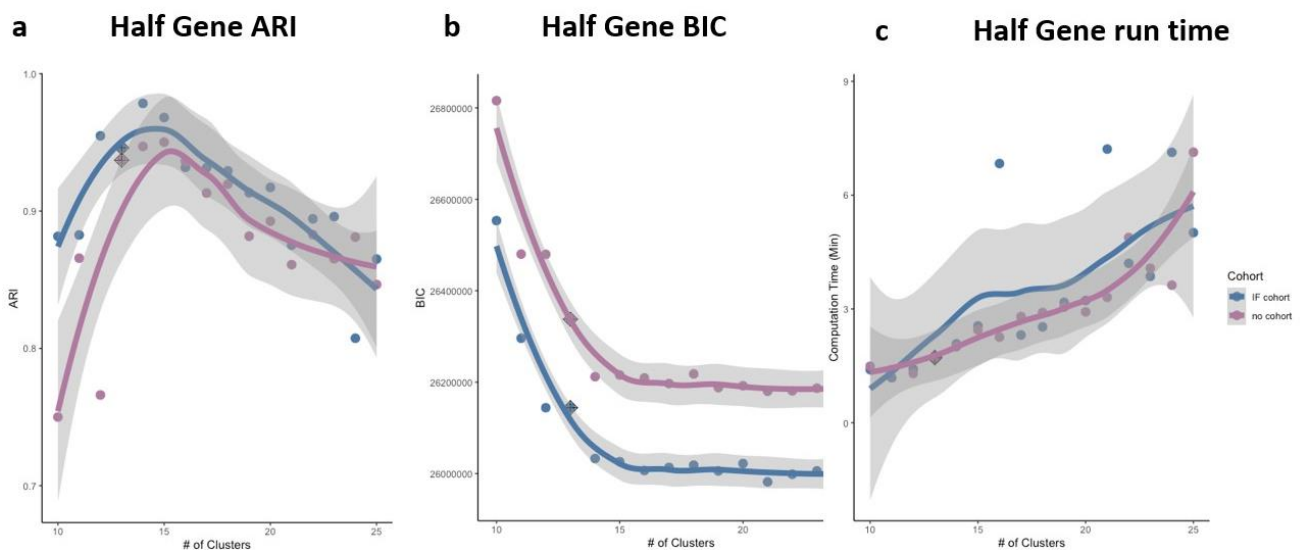 a Half Gene ARI
1.0
0.9
0.8
0.7
ARI
10 15 20 25
# of Clusters
b Half Gene BIC
26800000
26600000
26400000
26200000
26000000
BIC
10 15 20
# of Clusters
c Half Gene run time
9
6
3
0
Computation Time (Min)
10 15 20 25
# of Clusters
Cohort
IF cohort
no cohort